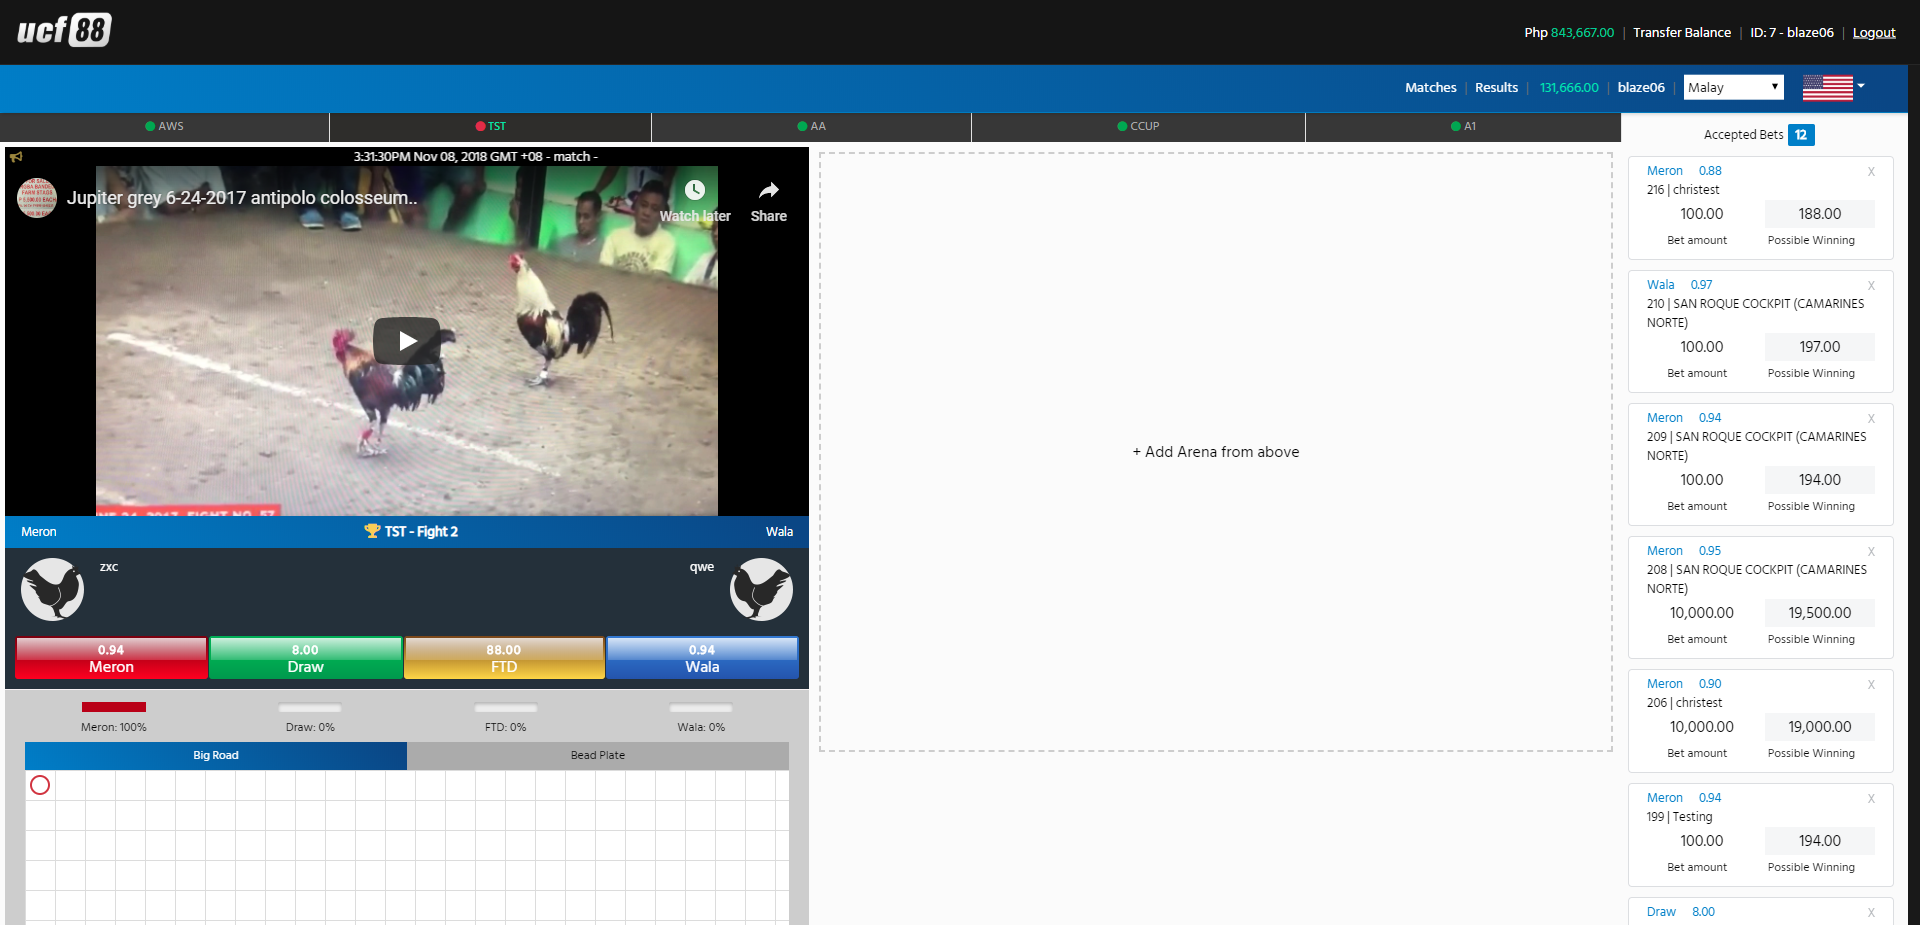 ucf 88
Php 843,667.00 | Transfer Balance | ID: 7 - blaze06 | Logout
Matches | Results | 131,666.00 | blaze06 | Malay
AWS
TST
AA
CCUP
A1
Accepted Bets 12
3:31:30PM Nov 08, 2018 GMT +08 - match -
Jupiter grey 6-24-2017 antipolo colosseum..
Watch later
Share
Meron
TST - Fight 2
Wala
zxc
qwe
0.94
Meron
8.00
Draw
88.00
FTD
0.94
Wala
Meron: 100%
Draw: 0%
FTD: 0%
Wala: 0%
Big Road
Bead Plate
+ Add Arena from above
Meron 0.88 X
216 | christest
100.00 188.00
Bet amount Possible Winning
Wala 0.97 X
210 | SAN ROQUE COCKPIT (CAMARINES
NORTE)
100.00 197.00
Bet amount Possible Winning
Meron 0.94 X
209 | SAN ROQUE COCKPIT (CAMARINES
NORTE)
100.00 194.00
Bet amount Possible Winning
Meron 0.95 X
208 | SAN ROQUE COCKPIT (CAMARINES
NORTE)
10,000.00 19,500.00
Bet amount Possible Winning
Meron 0.90 X
206 | christest
10,000.00 19,000.00
Bet amount Possible Winning
Meron 0.94 X
199 | Testing
100.00 194.00
Bet amount Possible Winning
Draw 8.00 X